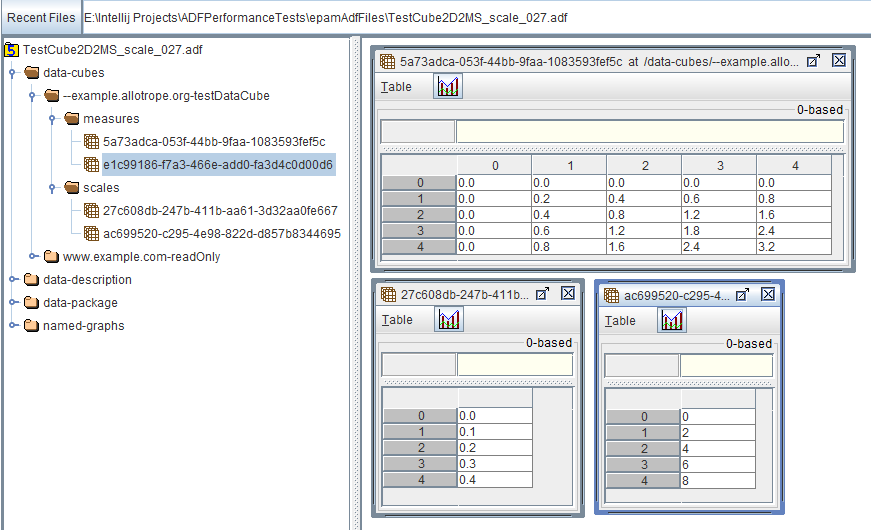 Recent Files E:\Intellij Projects\ADFPerformanceTests\epamAdfFiles\TestCube2D2MS_scale_027.adf
TestCube2D2MS_scale_027.adf
data-cubes
--example.allotrope.org-testDataCube
measures
5a73adca-053f-44bb-9faa-1083593fef5c
e1c99186-f7a3-466e-add0-fa3d4c0d00d6
scales
27c608db-247b-411b-aa61-3d32aa0fe667
ac699520-c295-4e98-822d-d857b8344695
www.example.com-readOnly
data-description
data-package
named-graphs
5a73adca-053f-44bb-9faa-1083593fef5c at /data-cubes/--example.allo...
Table
0-based
0 1 2 3 4
0 0.0 0.0 0.0 0.0 0.0
1 0.0 0.2 0.4 0.6 0.8
2 0.0 0.4 0.8 1.2 1.6
3 0.0 0.6 1.2 1.8 2.4
4 0.0 0.8 1.6 2.4 3.2
27c608db-247b-411b...
Table
0-based
0 0.0
1 0.1
2 0.2
3 0.3
4 0.4
ac699520-c295-4...
Table
0-based
0 0
1 2
2 4
3 6
4 8